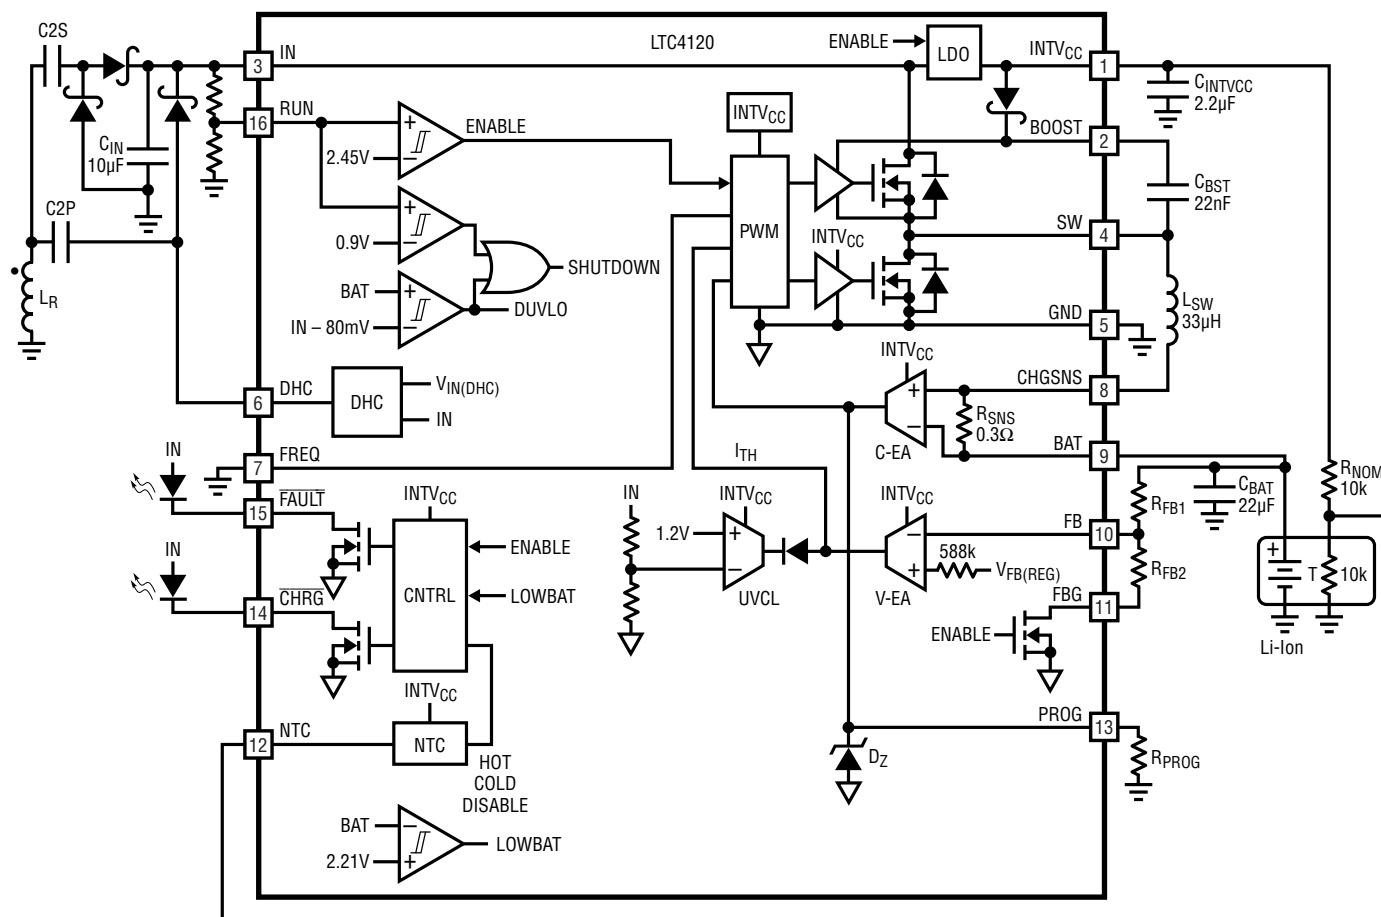 C2S
IN
LTC4120
ENABLE
LDO
INTVCC
3
1
RUN
16
ENABLE
INTVCC
CINTVCC
2.2µF
BOOST
2
CIN
10µF
+
2.45V
−
CBST
22nF
C2P
+
0.9V
−
PWM
INTVCC
SW
4
SHUTDOWN
BAT
+
IN – 80mV
−
DUVLO
LR
LSW
33µH
GND
5
INTVCC
CHGSNS
8
DHC
6
DHC
VIN(DHC)
IN
+
−
C-EA
RSNS
0.3Ω
BAT
9
FREQ
7
ITH
RNOM
10k
CBAT
22µF
IN
FAULT
15
INTVCC
IN
INTVCC
INTVCC
RFB1
1.2V
+
−
UVCL
−
+
V-EA
588k
VFB(REG)
FB
10
ENABLE
IN
CNTRL
LOWBAT
CHRG
14
RFB2
FBG
11
ENABLE
+
T
10k
Li-Ion
INTVCC
NTC
12
NTC
HOT
COLD
DISABLE
PROG
13
DZ
RPROG
BAT
−
2.21V
+
LOWBAT